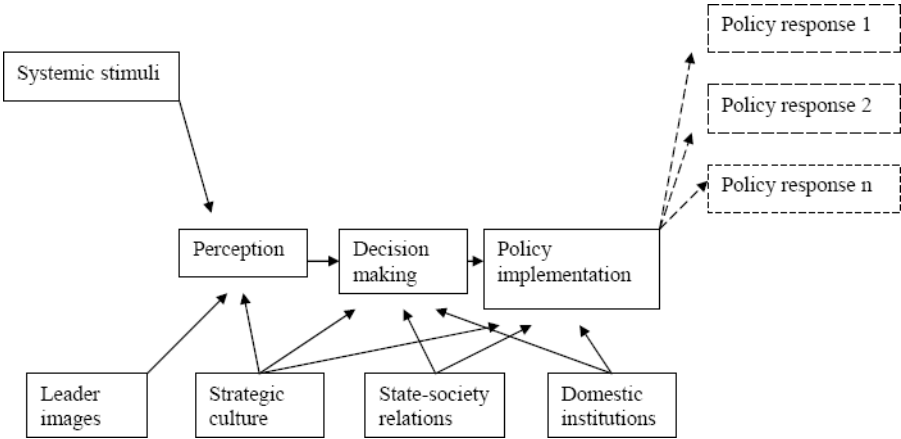 Policy response 1
Systemic stimuli
Policy response 2
Policy response n
Perception
Decision
making
Policy
implementation
Leader
images
Strategic
culture
State-society
relations
Domestic
institutions